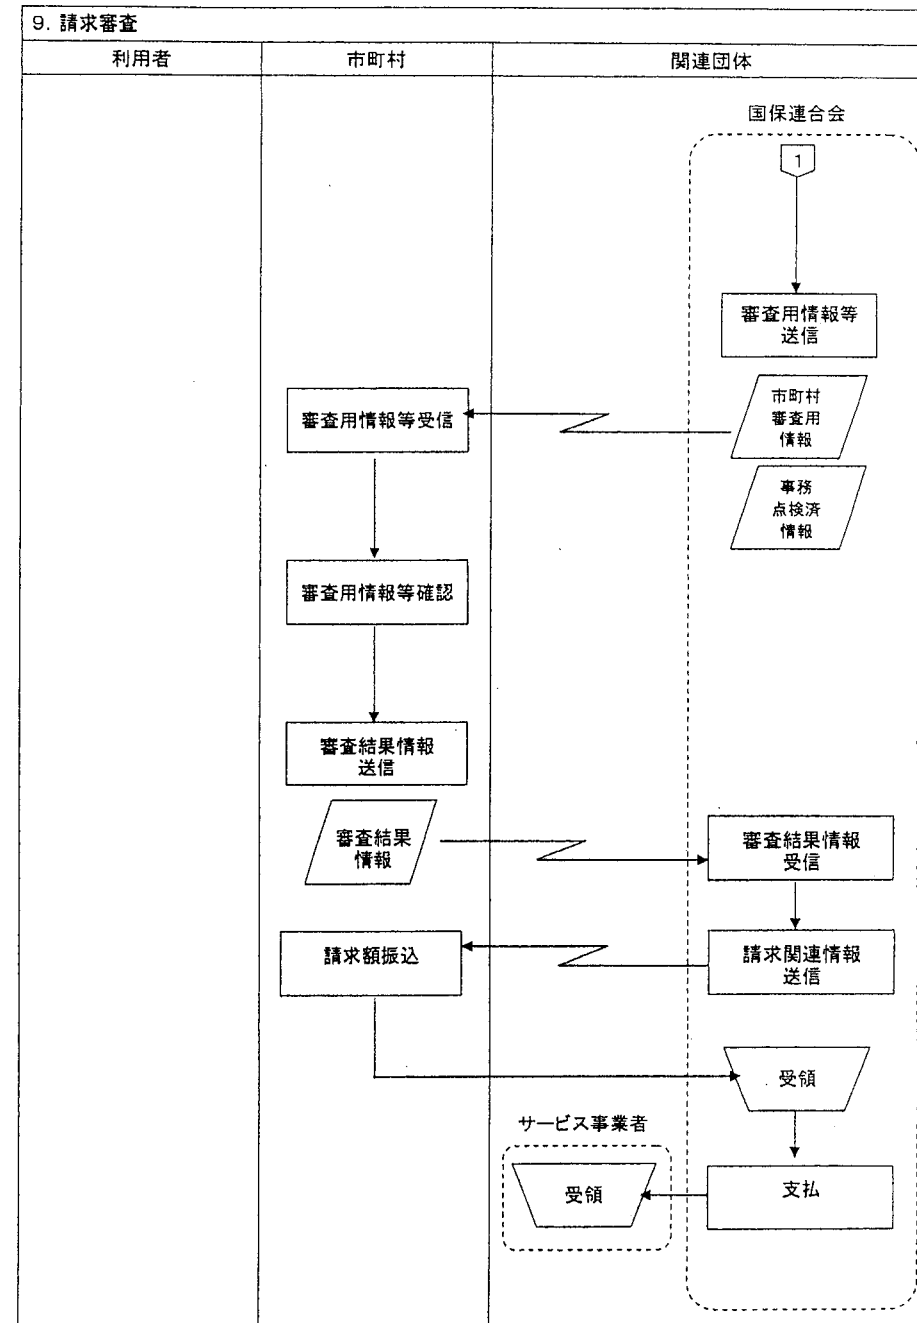 9. 請求審査
利用者
市町村
関連団体
国保連合会
1
審査用情報等
送信
市町村
審査用
情報
審査用情報等受信
事務
点検済
情報
審査用情報等確認
審査結果情報
送信
審査結果
情報
審査結果情報
受信
請求額振込
請求関連情報
送信
受領
サービス事業者
受領
支払